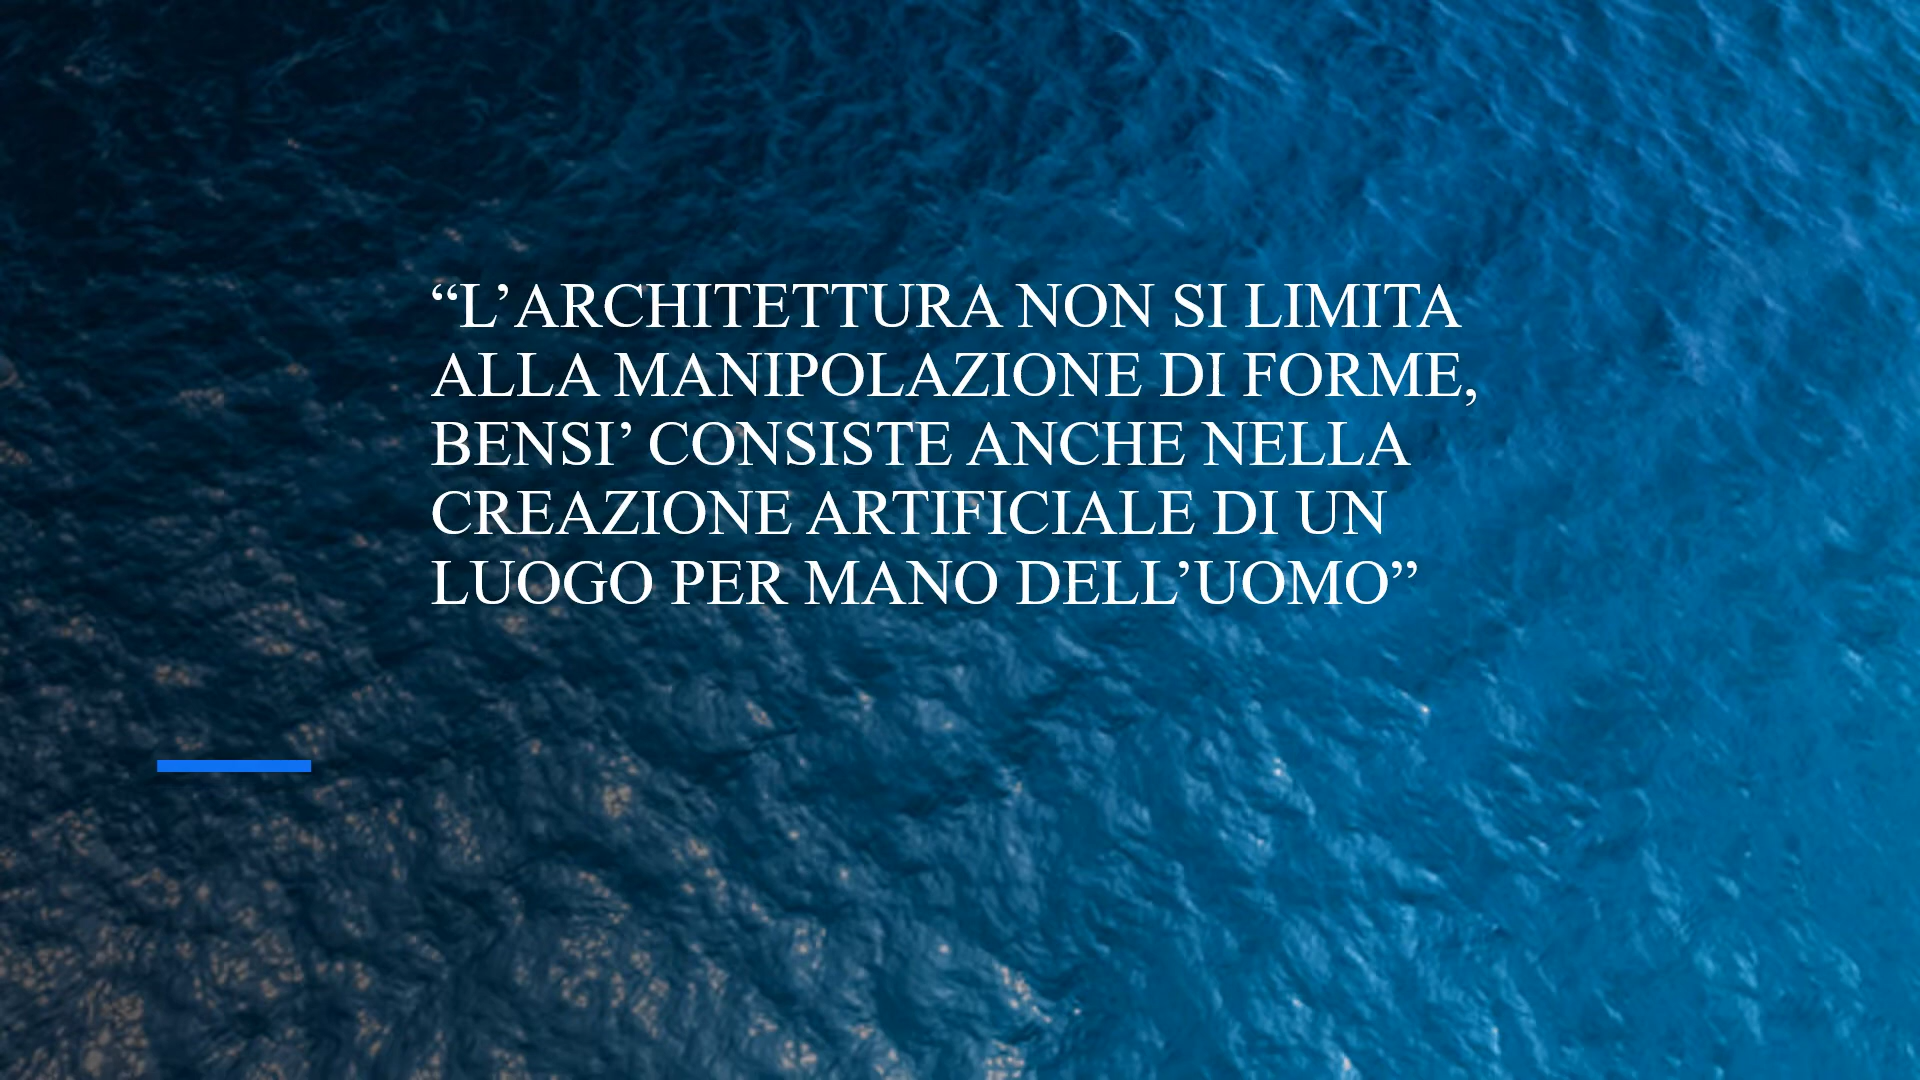 “L’ARCHITETTURA NON SI LIMITA
ALLA MANIPOLAZIONE DI FORME,
BENSI’ CONSISTE ANCHE NELLA
CREAZIONE ARTIFICIALE DI UN
LUOGO PER MANO DELL’UOMO”